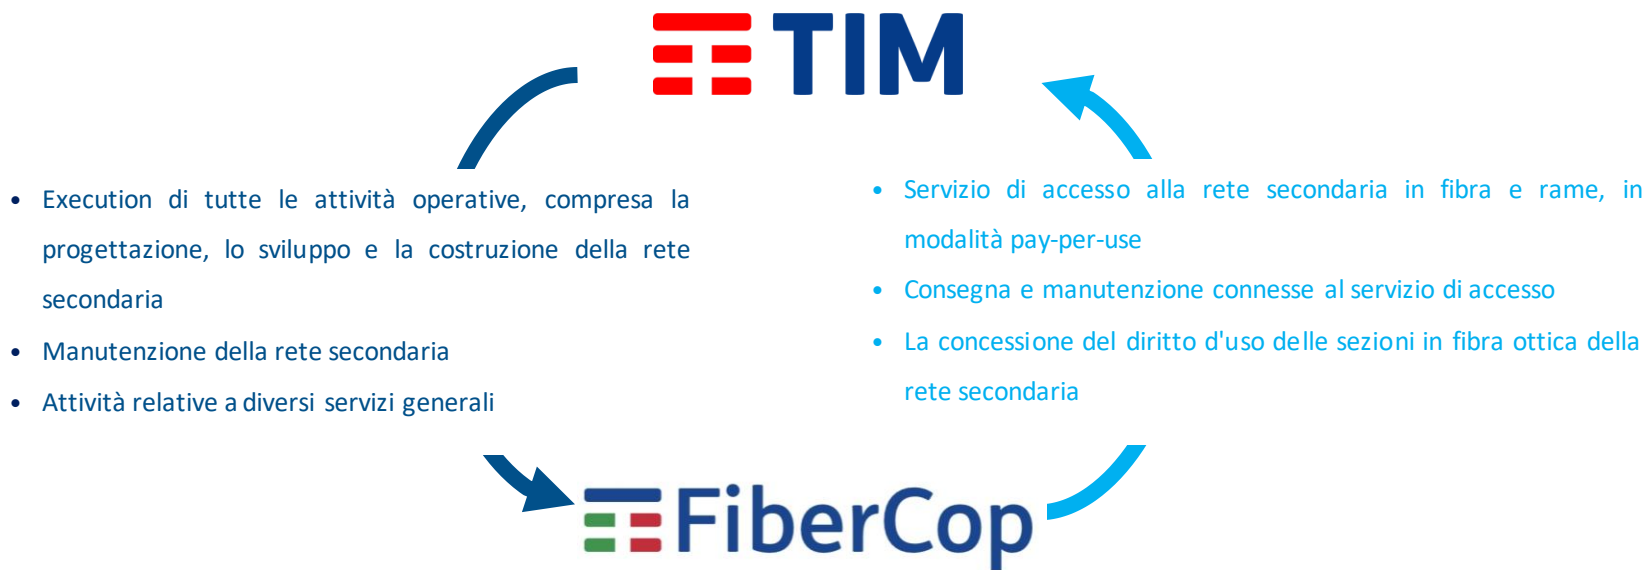 TIM
• Execution di tutte le attività operative, compresa la
progettazione, lo sviluppo e la costruzione della rete
secondaria
• Manutenzione della rete secondaria
• Attività relative a diversi servizi generali
• Servizio di accesso alla rete secondaria in fibra e rame, in
modalità pay-per-use
• Consegna e manutenzione connesse al servizio di accesso
• La concessione del diritto d'uso delle sezioni in fibra ottica della
rete secondaria
FiberCop